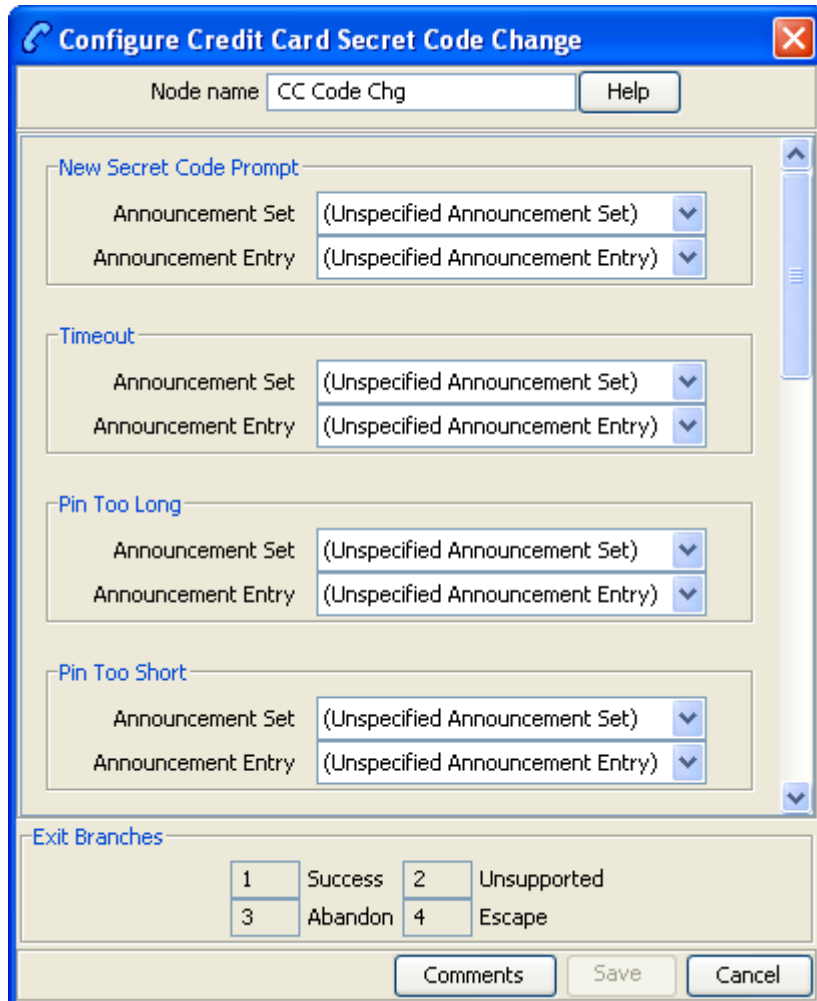 Configure Credit Card Secret Code Change
Node name CC Code Chg Help
New Secret Code Prompt
Announcement Set (Unspecified Announcement Set)
Announcement Entry (Unspecified Announcement Entry)
Timeout
Announcement Set (Unspecified Announcement Set)
Announcement Entry (Unspecified Announcement Entry)
Pin Too Long
Announcement Set (Unspecified Announcement Set)
Announcement Entry (Unspecified Announcement Entry)
Pin Too Short
Announcement Set (Unspecified Announcement Set)
Announcement Entry (Unspecified Announcement Entry)
Exit Branches
1 Success 2 Unsupported
3 Abandon 4 Escape
Comments Save Cancel